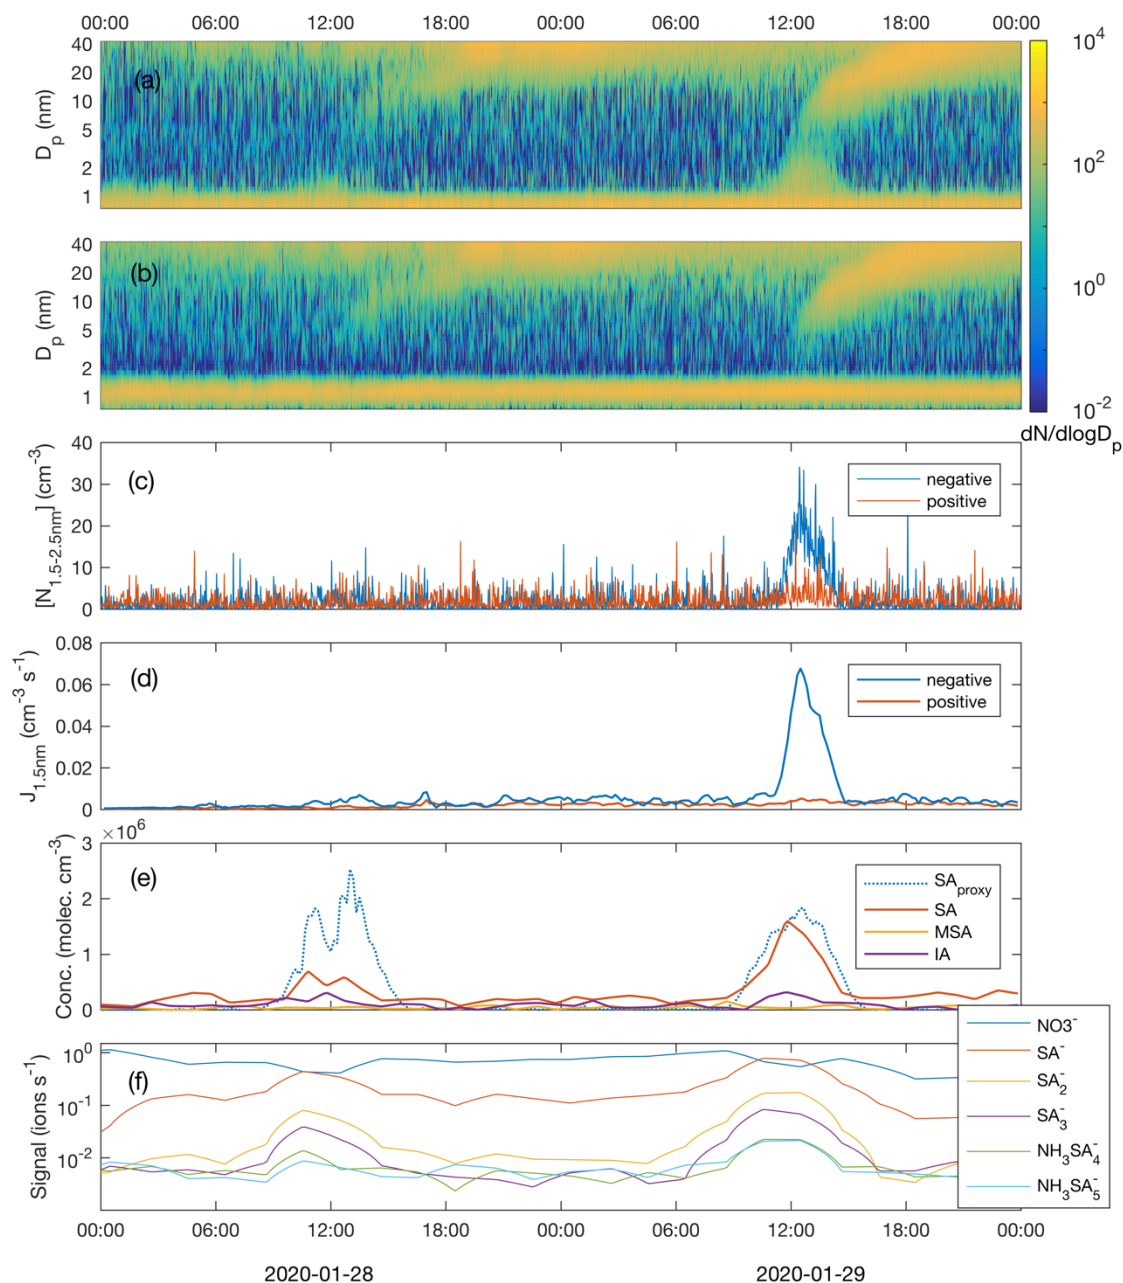 00:00 06:00 12:00 18:00 00:00 06:00 12:00 18:00 00:00
(a)
40
20
10
5
2
1
D_p (nm)
10^4
10^2
10^0
10^-2
dN/dlogD_p
(b)
40
20
10
5
2
1
D_p (nm)
(c)
40
30
20
10
0
[N_1.5-2.5nm] (cm^-3)
negative
positive
(d)
0.08
0.06
0.04
0.02
0
J_1.5nm (cm^-3 s^-1)
negative
positive
×10^6
(e)
3
2
1
0
Conc. (molec. cm^-3)
SA_proxy
SA
MSA
IA
(f)
10^0
10^-1
10^-2
Signal (ions s^-1)
NO3^-
SA^-
SA_2^-
SA_3^-
NH_3SA_4^-
NH_3SA_5^-
00:00 06:00 12:00 18:00 00:00 06:00 12:00 18:00 00:00
2020-01-28 2020-01-29